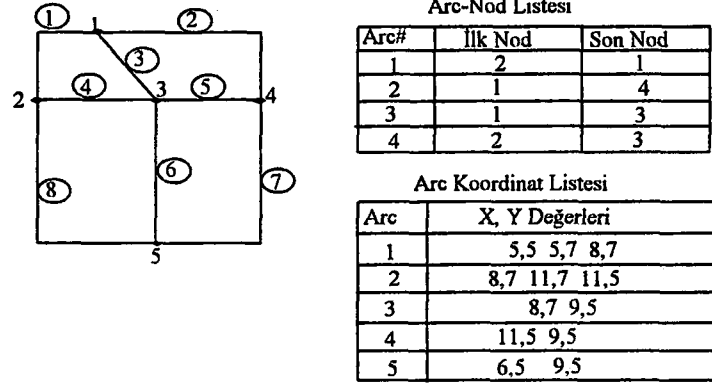 1 2
1
3
4 3 5
2 4
6
8 7
5
Arc-Nod Listesi
Arc# İlk Nod Son Nod
1 2 1
2 1 4
3 1 3
4 2 3
Arc Koordinat Listesi
Arc X, Y Değerleri
1 5,5 5,7 8,7
2 8,7 11,7 11,5
3 8,7 9,5
4 11,5 9,5
5 6,5 9,5